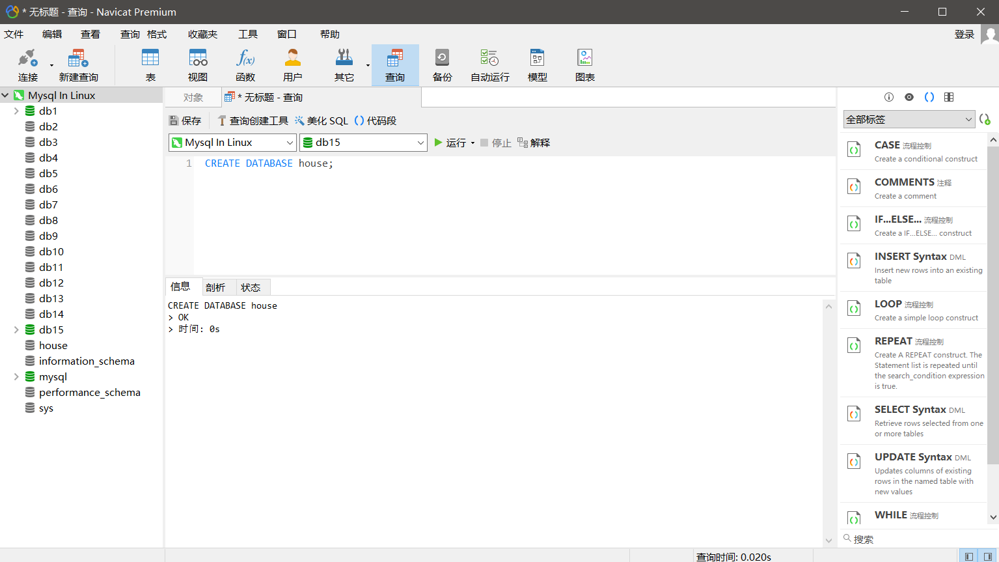 * 无标题 - 查询 - Navicat Premium
文件 编辑 查看 查询 格式 收藏夹 工具 窗口 帮助 登录
连接 新建查询 表 视图 函数 用户 其它 查询 备份 自动运行 模型 图表
Mysql In Linux
db1
db2
db3
db4
db5
db6
db7
db8
db9
db10
db11
db12
db13
db14
db15
house
information_schema
mysql
performance_schema
sys
对象 * 无标题 - 查询
保存 查询创建工具 美化 SQL 代码段
Mysql In Linux db15 运行 停止 解释
1 CREATE DATABASE house;
信息 剖析 状态
CREATE DATABASE house
> OK
> 时间: 0s
全部标签
CASE 流程控制
Create a conditional construct
COMMENTS 注释
Create a comment
IF...ELSE... 流程控制
Create a IF...ELSE... construct
INSERT Syntax DML
Insert new rows into an existing
table
LOOP 流程控制
Create a simple loop construct
REPEAT 流程控制
Create A REPEAT construct. The
Statement list is repeated until
the search_condition expression
is true.
SELECT Syntax DML
Retrieve rows selected from one
or more tables
UPDATE Syntax DML
Updates columns of existing
rows in the named table with
new values
WHILE 流程控制
搜索
查询时间: 0.020s